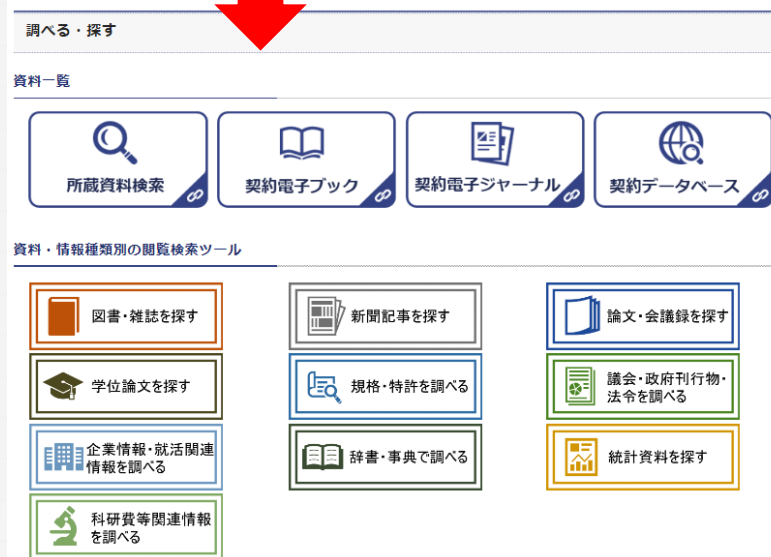 調べる・探す
資料一覧
所蔵資料検索
契約電子ブック
契約電子ジャーナル
契約データベース
資料・情報種類別の閲覧検索ツール
図書・雑誌を探す
新聞記事を探す
論文・会議録を探す
学位論文を探す
規格・特許を調べる
議会・政府刊行物・
法令を調べる
企業情報・就活関連
情報を調べる
辞書・事典で調べる
統計資料を探す
科研費等関連情報
を調べる